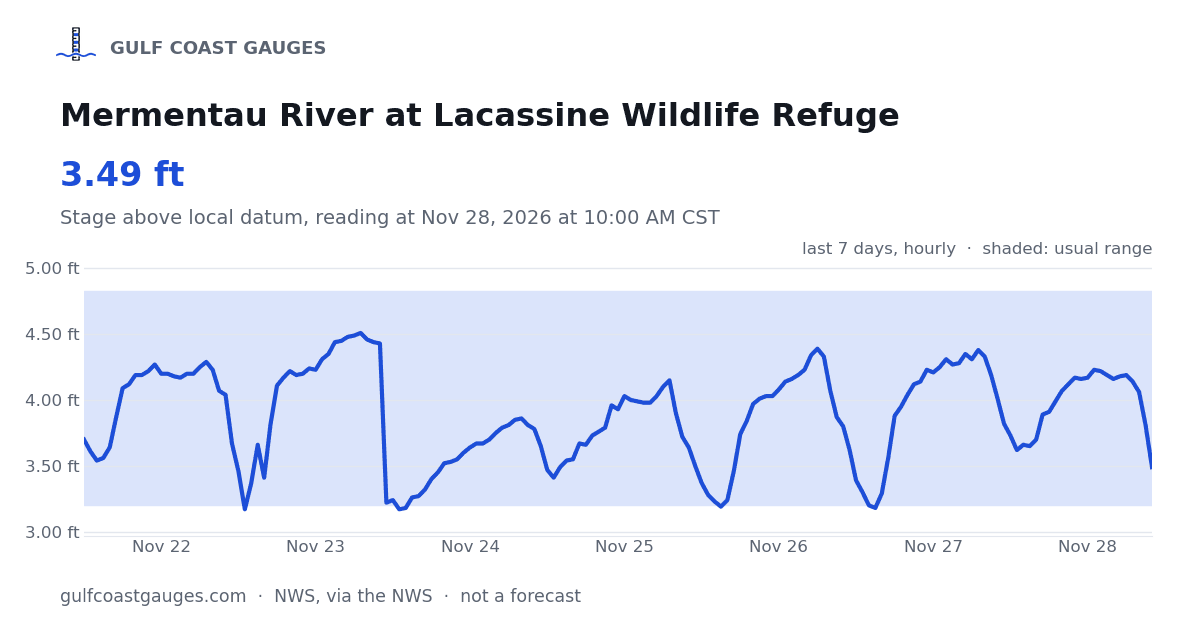 GULF COAST GAUGES
Mermentau River at Lacassine Wildlife Refuge
3.49 ft
Stage above local datum, reading at Nov 28, 2026 at 10:00 AM CST
last 7 days, hourly · shaded: usual range
5.00 ft
4.50 ft
4.00 ft
3.50 ft
3.00 ft
Nov 22 Nov 23 Nov 24 Nov 25 Nov 26 Nov 27 Nov 28
gulfcoastgauges.com · NWS, via the NWS · not a forecast